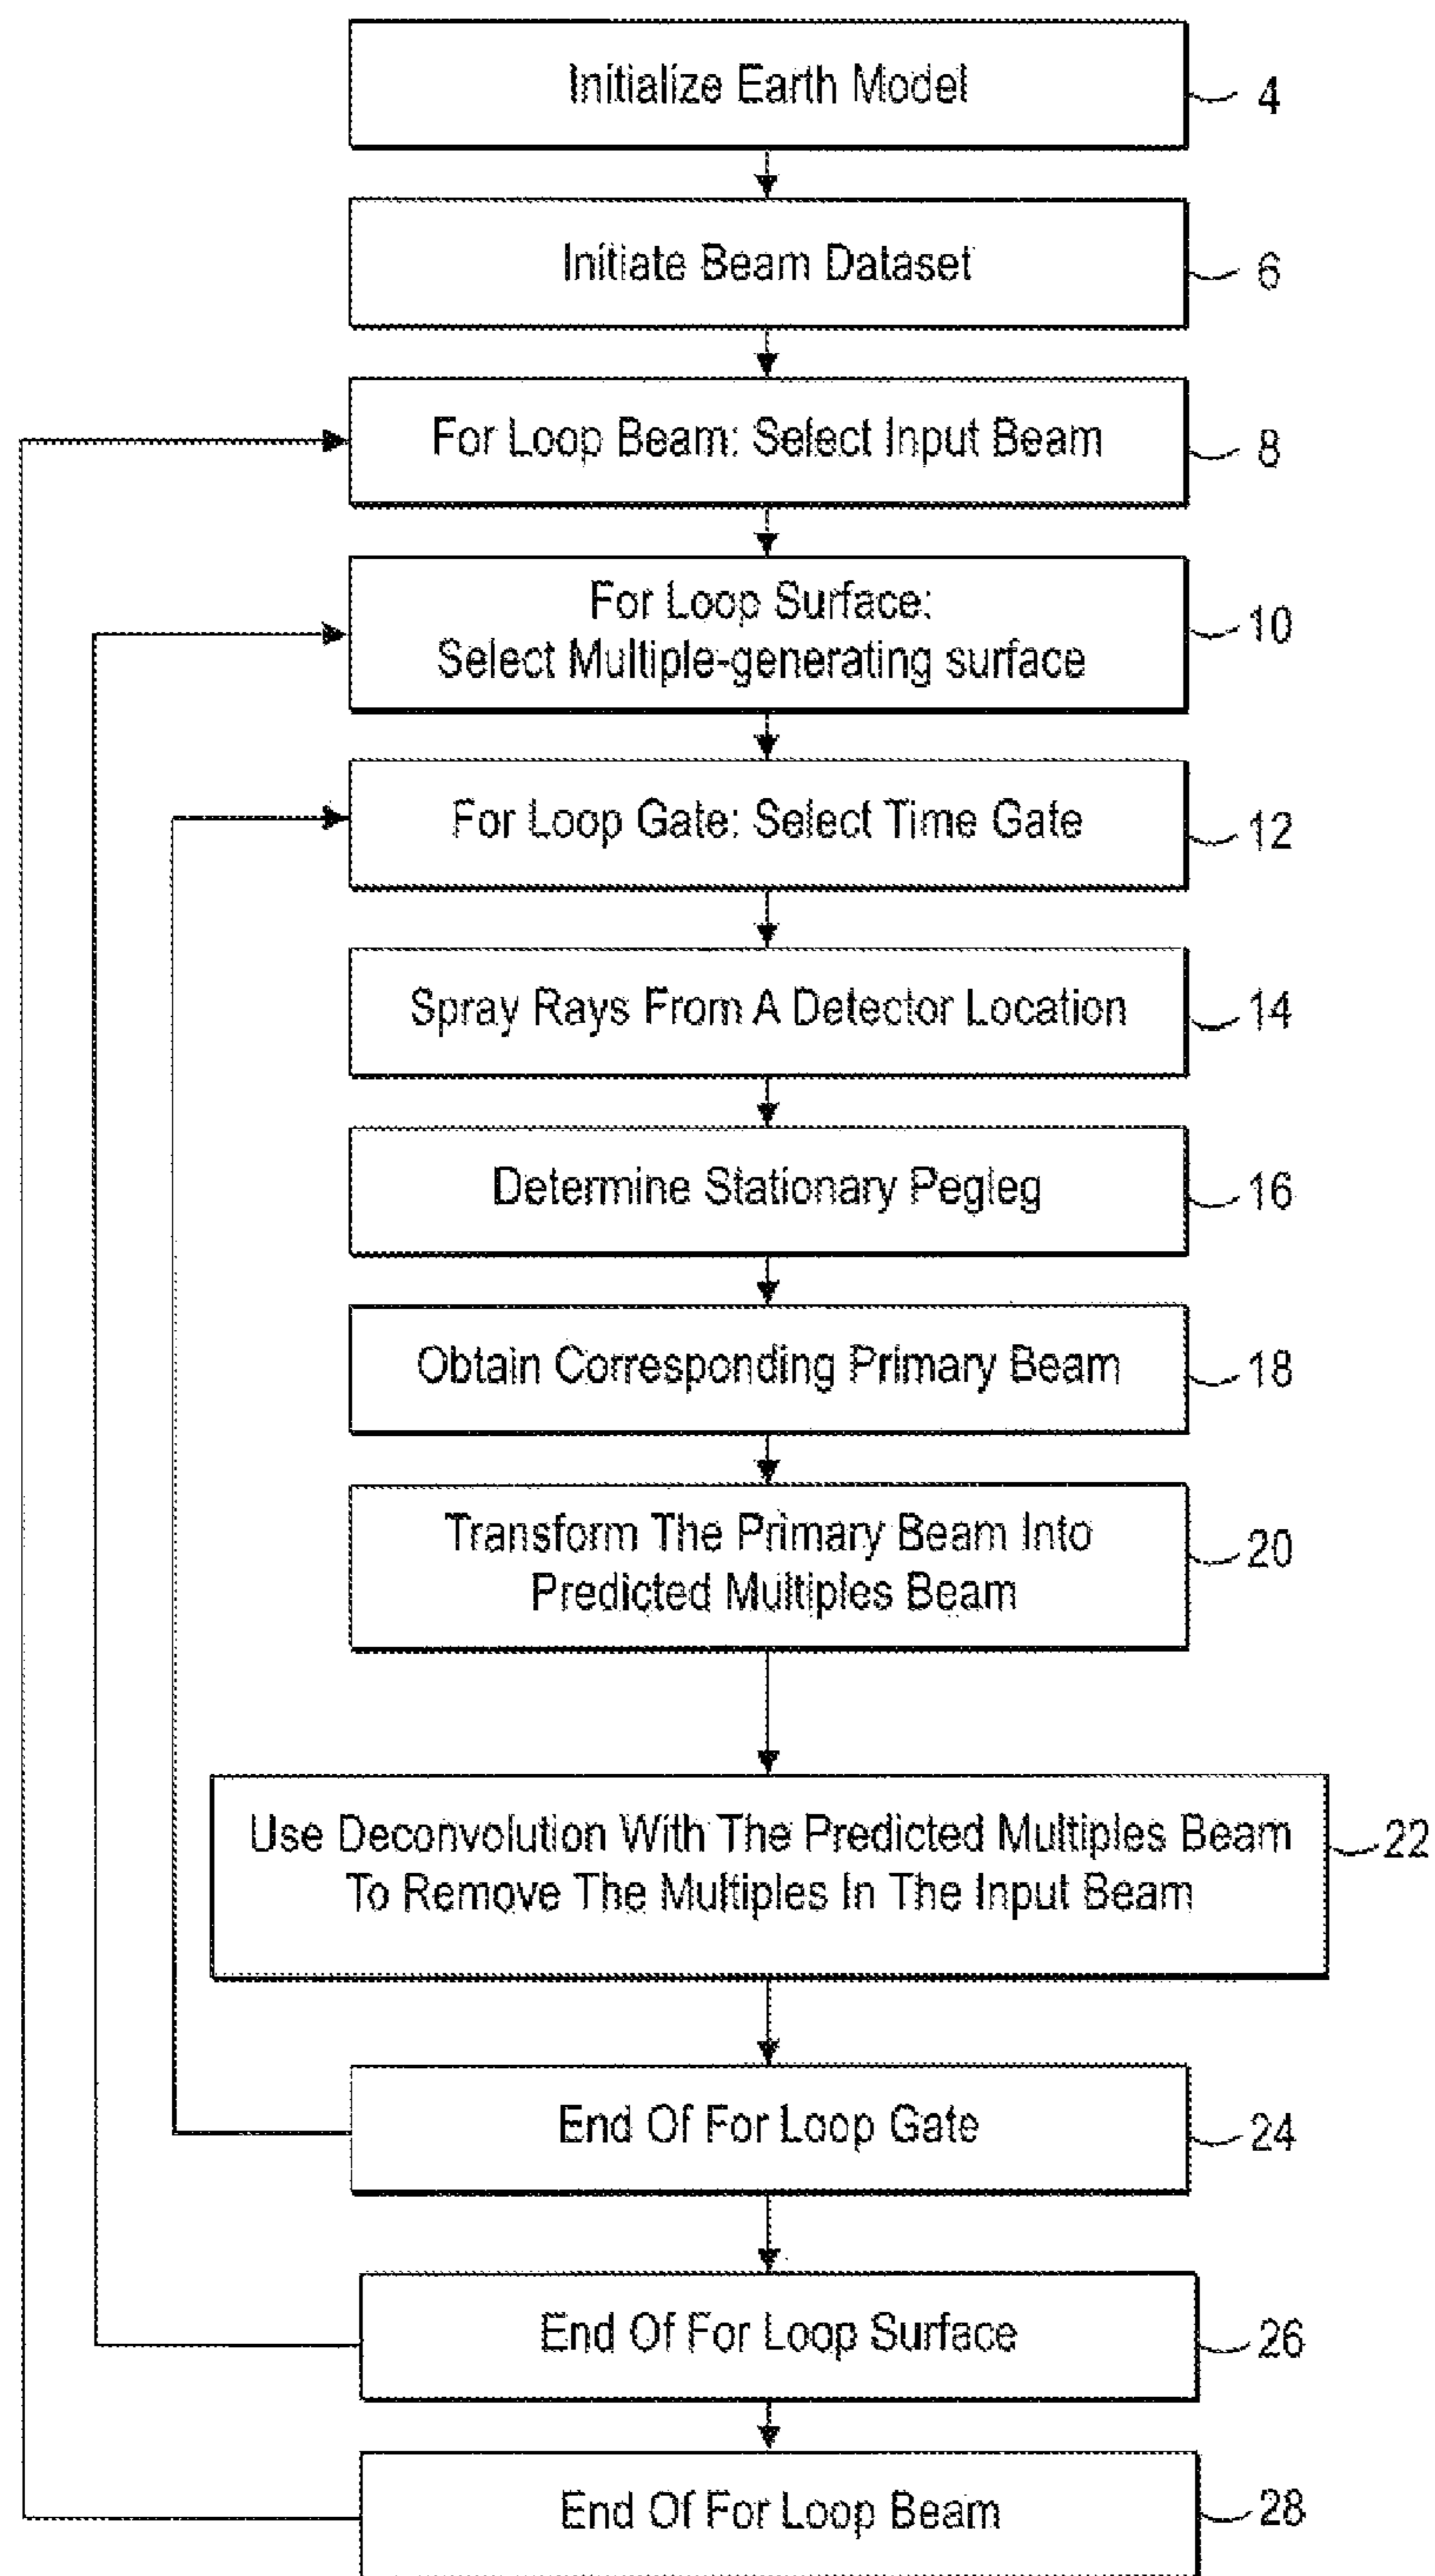 Initialize Earth Model
4
Initiate Beam Dataset
6
For Loop Beam: Select Input Beam
8
For Loop Surface:
Select Multiple-generating surface
10
For Loop Gate: Select Time Gate
12
Spray Rays From A Detector Location
14
Determine Stationary Pegleg
16
Obtain Corresponding Primary Beam
18
Transform The Primary Beam Into
Predicted Multiples Beam
20
Use Deconvolution With The Predicted Multiples Beam
To Remove The Multiples In The Input Beam
22
End Of For Loop Gate
24
End Of For Loop Surface
26
End Of For Loop Beam
28